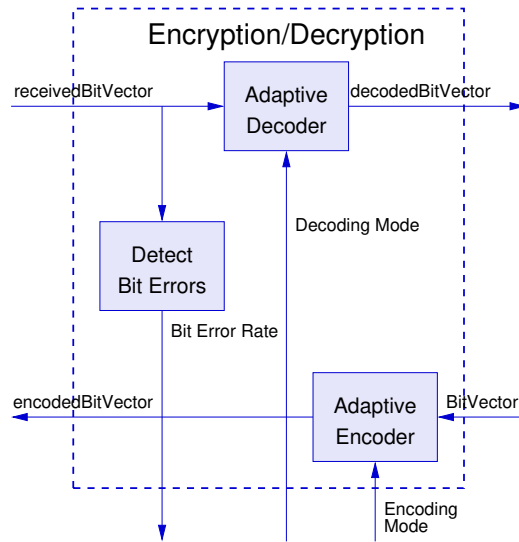 Encryption/Decryption
receivedBitVector
Adaptive
Decoder
decodedBitVector
Decoding Mode
Detect
Bit Errors
Bit Error Rate
encodedBitVector
Adaptive
Encoder
BitVector
Encoding
Mode